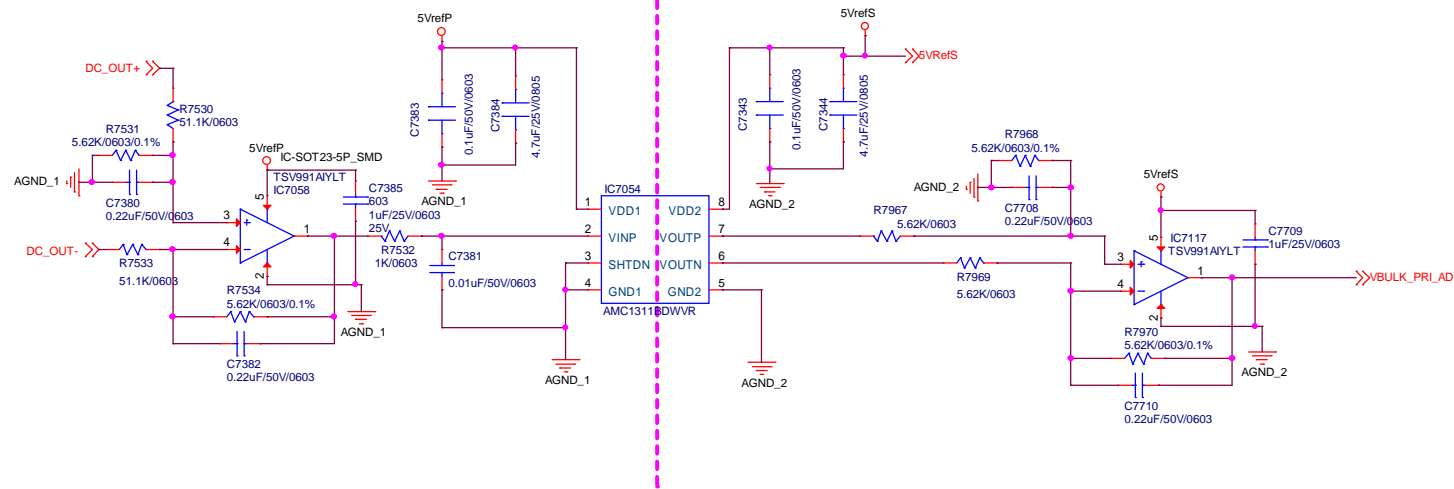 5VrefP
DC_OUT+
R7530
51.1K/0603
R7531
5.62K/0603/0.1%
AGND_1
C7380
0.22uF/50V/0603
5VrefP
IC-SOT23-5P_SMD
TSV991AIYLT
IC7058
5
3
4
1
2
+
−
DC_OUT-
R7533
51.1K/0603
R7534
5.62K/0603/0.1%
C7382
0.22uF/50V/0603
C7385
603
1uF/25V/0603
25V
R7532
1K/0603
AGND_1
C7383
0.1uF/50V/0603
C7384
4.7uF/25V/0805
AGND_1
C7381
0.01uF/50V/0603
AGND_1
IC7054
1 VDD1 VDD2 8
2 VINP VOUTP 7
3 SHTDN VOUTN 6
4 GND1 GND2 5
AMC1311BDWVR
5VrefS
5VRefS
C7343
0.1uF/50V/0603
C7344
4.7uF/25V/0805
AGND_2
AGND_2
R7967
5.62K/0603
R7969
5.62K/0603
R7968
5.62K/0603/0.1%
AGND_2
C7708
0.22uF/50V/0603
5VrefS
IC7117
TSV991AIYLT
5
3
4
1
2
+
−
C7709
1uF/25V/0603
AGND_2
VBULK_PRI_AD
R7970
5.62K/0603/0.1%
C7710
0.22uF/50V/0603